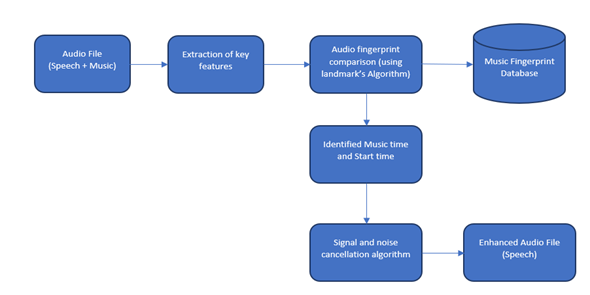 Audio File
(Speech + Music)
Extraction of key
features
Audio fingerprint
comparison (using
landmark's Algorithm)
Music Fingerprint
Database
Identified Music time
and Start time
Signal and noise
cancellation algorithm
Enhanced Audio File
(Speech)